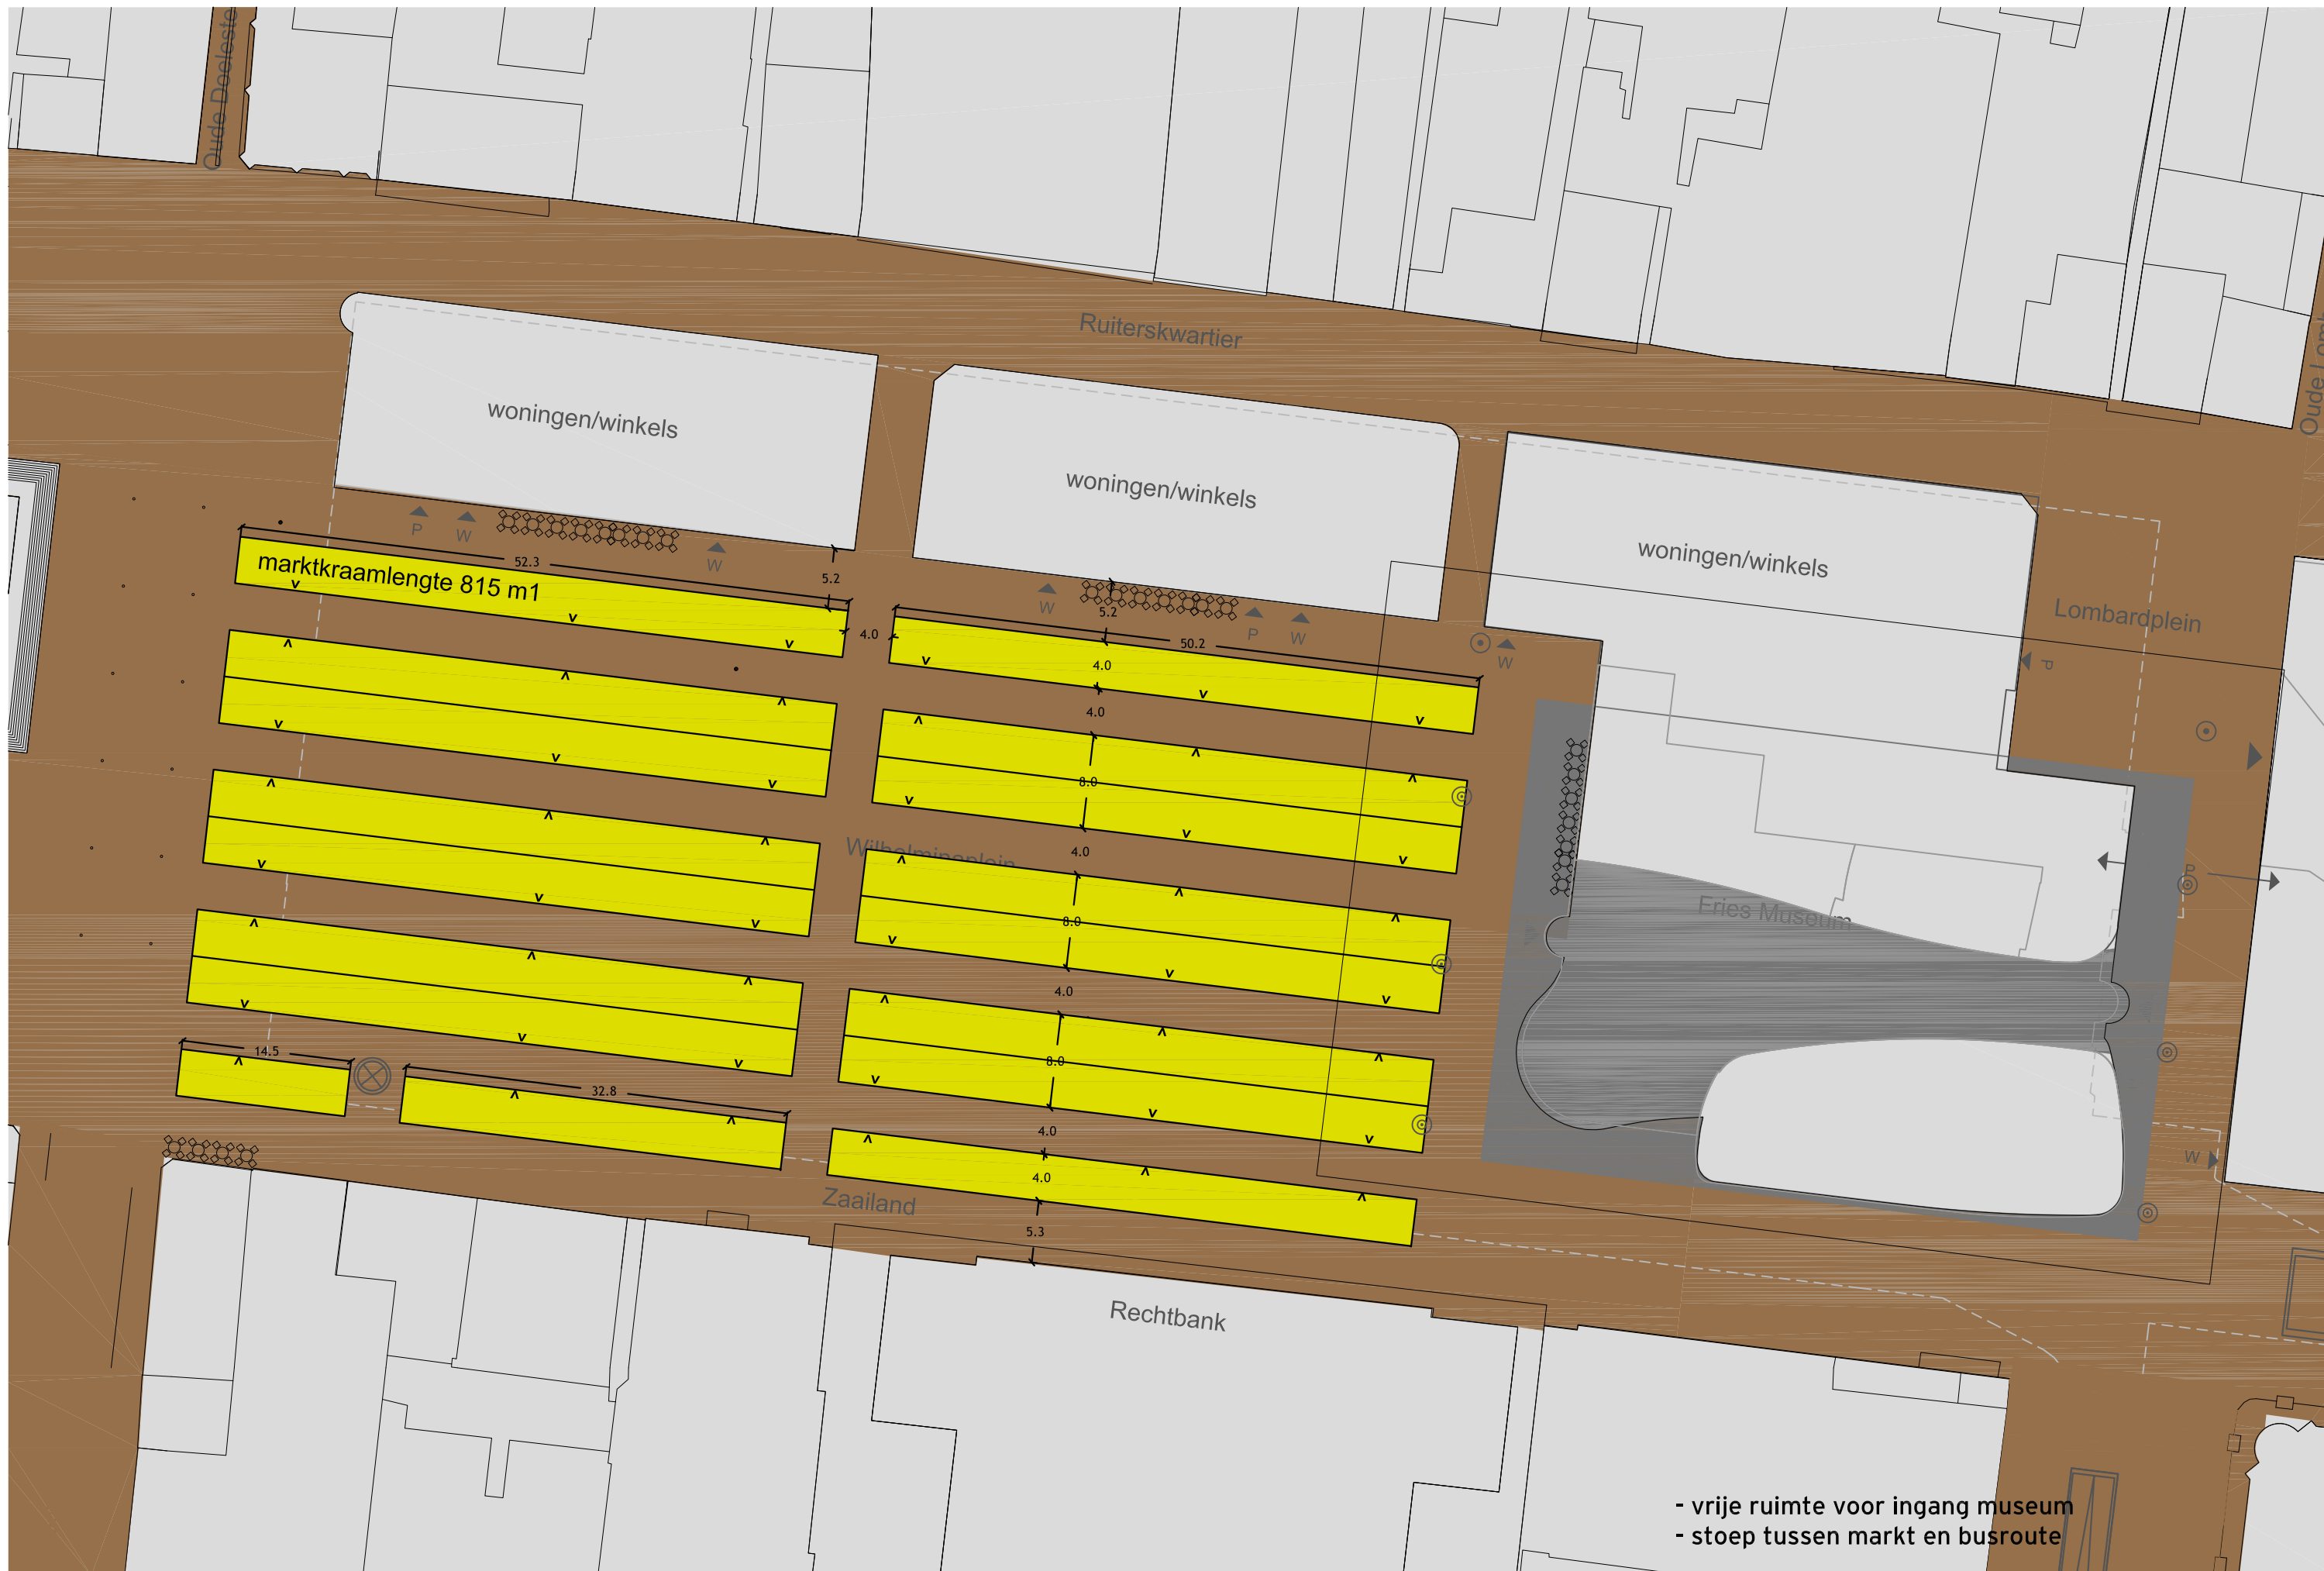 Oude Doelesteeg
Ruiterskwartier
woningen/winkels
woningen/winkels
woningen/winkels
Lombardplein
P
W
W
52.3
5.2
marktkraamlengte 815 m1
4.0
W
5.2
P
W
50.2
W
P
4.0
4.0
8.0
4.0
Wilhelminaplein
8.0
4.0
8.0
4.0
4.0
5.3
Fries Museum
P
W
14.5
32.8
Zaailand
Rechtbank
- vrije ruimte voor ingang museum
- stoep tussen markt en busroute